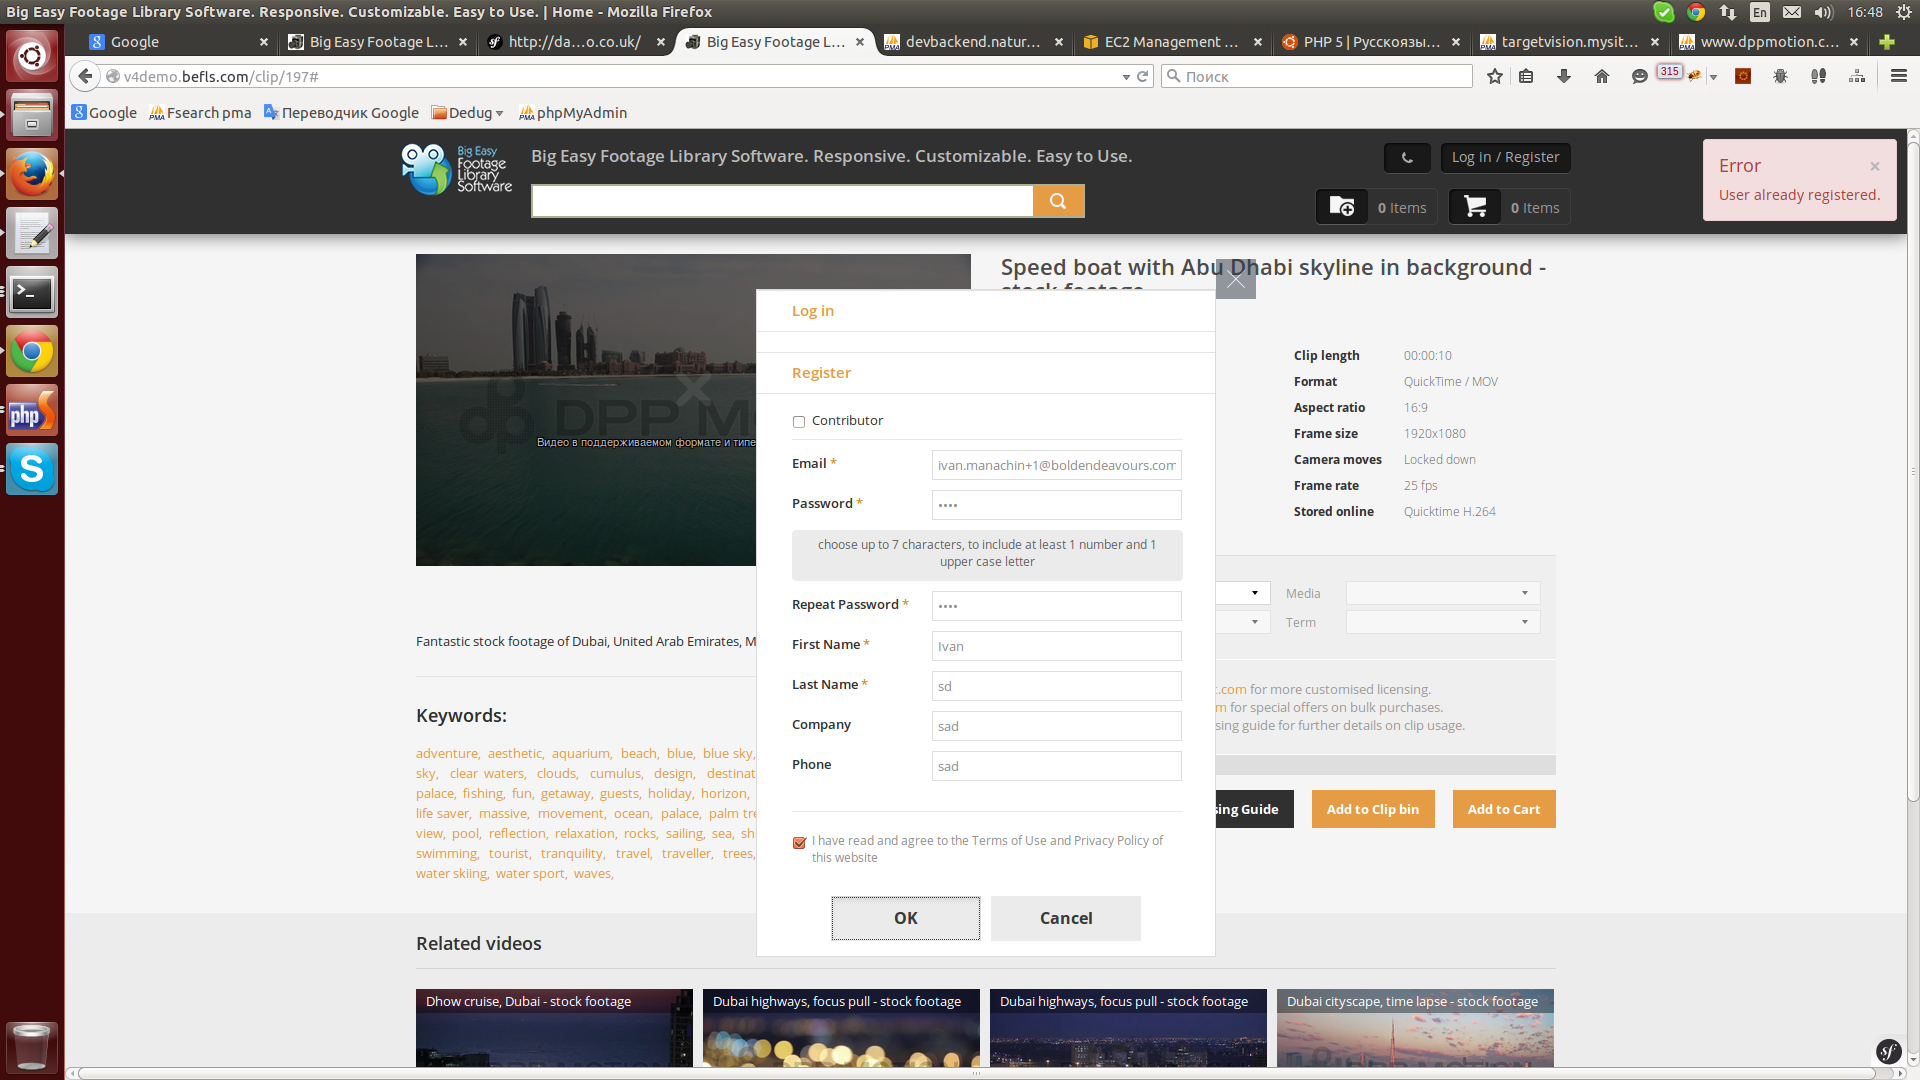 Big Easy Footage Library Software. Responsive. Customizable. Easy to Use. | Home - Mozilla Firefox
En
16:48
Google
Big Easy Footage L...
http://da...o.co.uk/
Big Easy Footage L...
devbackend.natur...
EC2 Management ...
PHP 5 | Русскоязы...
targetvision.mysit...
www.dppmotion.c...
v4demo.befls.com/clip/197#
Поиск
315
Google
Fsearch pma
Переводчик Google
Dedug
phpMyAdmin
Big Easy
Footage
Library
Software
Big Easy Footage Library Software. Responsive. Customizable. Easy to Use.
Log in / Register
0 Items
0 Items
Error
×
User already registered.
Speed boat with Abu Dhabi skyline in background -
stock footage
DPP MO
Видео в поддерживаемом формате и типе
Log in
Register
Contributor
Email *
ivan.manachin+1@boldendeavours.com
Password *
••••
choose up to 7 characters, to include at least 1 number and 1
upper case letter
Repeat Password *
••••
First Name *
Ivan
Last Name *
sd
Company
sad
Phone
sad
I have read and agree to the Terms of Use and Privacy Policy of
this website
OK
Cancel
Clip length 00:00:10
Format QuickTime / MOV
Aspect ratio 16:9
Frame size 1920x1080
Camera moves Locked down
Frame rate 25 fps
Stored online Quicktime H.264
Media
Term
t.com for more customised licensing.
m for special offers on bulk purchases.
sing guide for further details on clip usage.
sing Guide
Add to Clip bin
Add to Cart
Fantastic stock footage of Dubai, United Arab Emirates, M
Keywords:
adventure, aesthetic, aquarium, beach, blue, blue sky,
sky, clear waters, clouds, cumulus, design, destinat
palace, fishing, fun, getaway, guests, holiday, horizon,
life saver, massive, movement, ocean, palace, palm tre
view, pool, reflection, relaxation, rocks, sailing, sea, sh
swimming, tourist, tranquility, travel, traveller, trees,
water skiing, water sport, waves,
Related videos
Dhow cruise, Dubai - stock footage
Dubai highways, focus pull - stock footage
Dubai highways, focus pull - stock footage
Dubai cityscape, time lapse - stock footage